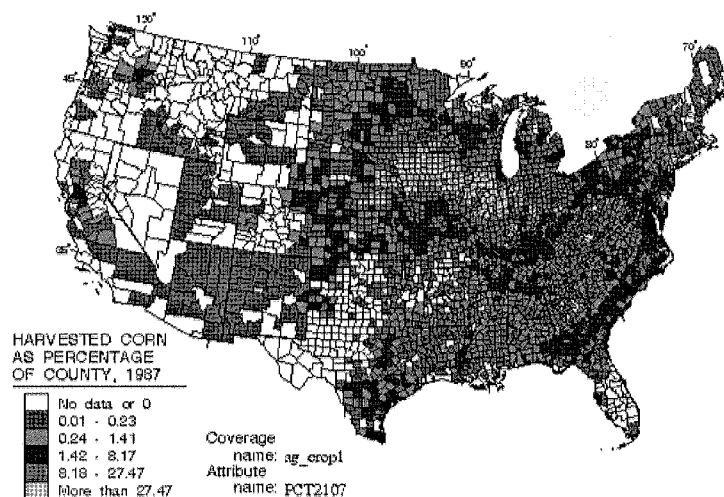 120°
110°
100°
90°
70°
45°
80°
35°
HARVESTED CORN
AS PERCENTAGE
OF COUNTY, 1987
No data or 0
0.01 - 0.23
0.24 - 1.41
1.42 - 8.17
8.18 - 27.47
More than 27.47
Coverage
name: ag_crop1
Attribute
name: PCT2107